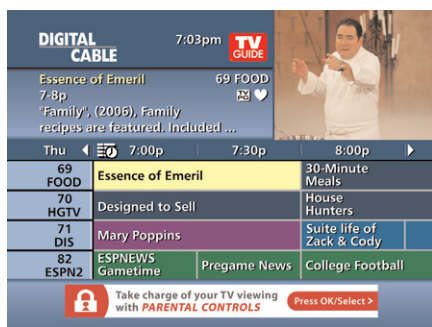 DIGITAL
CABLE
7:03pm
TV
GUIDE
Essence of Emeril
69 FOOD
7-8p
"Family", (2006), Family
recipes are featured. Included ...
Thu
7:00p
7:30p
8:00p
69
FOOD
Essence of Emeril
30-Minute
Meals
70
HGTV
Designed to Sell
House
Hunters
71
DIS
Mary Poppins
Suite life of
Zack & Cody
82
ESPN2
ESPNEWS
Gametime
Pregame News
College Football
Take charge of your TV viewing
with PARENTAL CONTROLS
Press OK/Select >